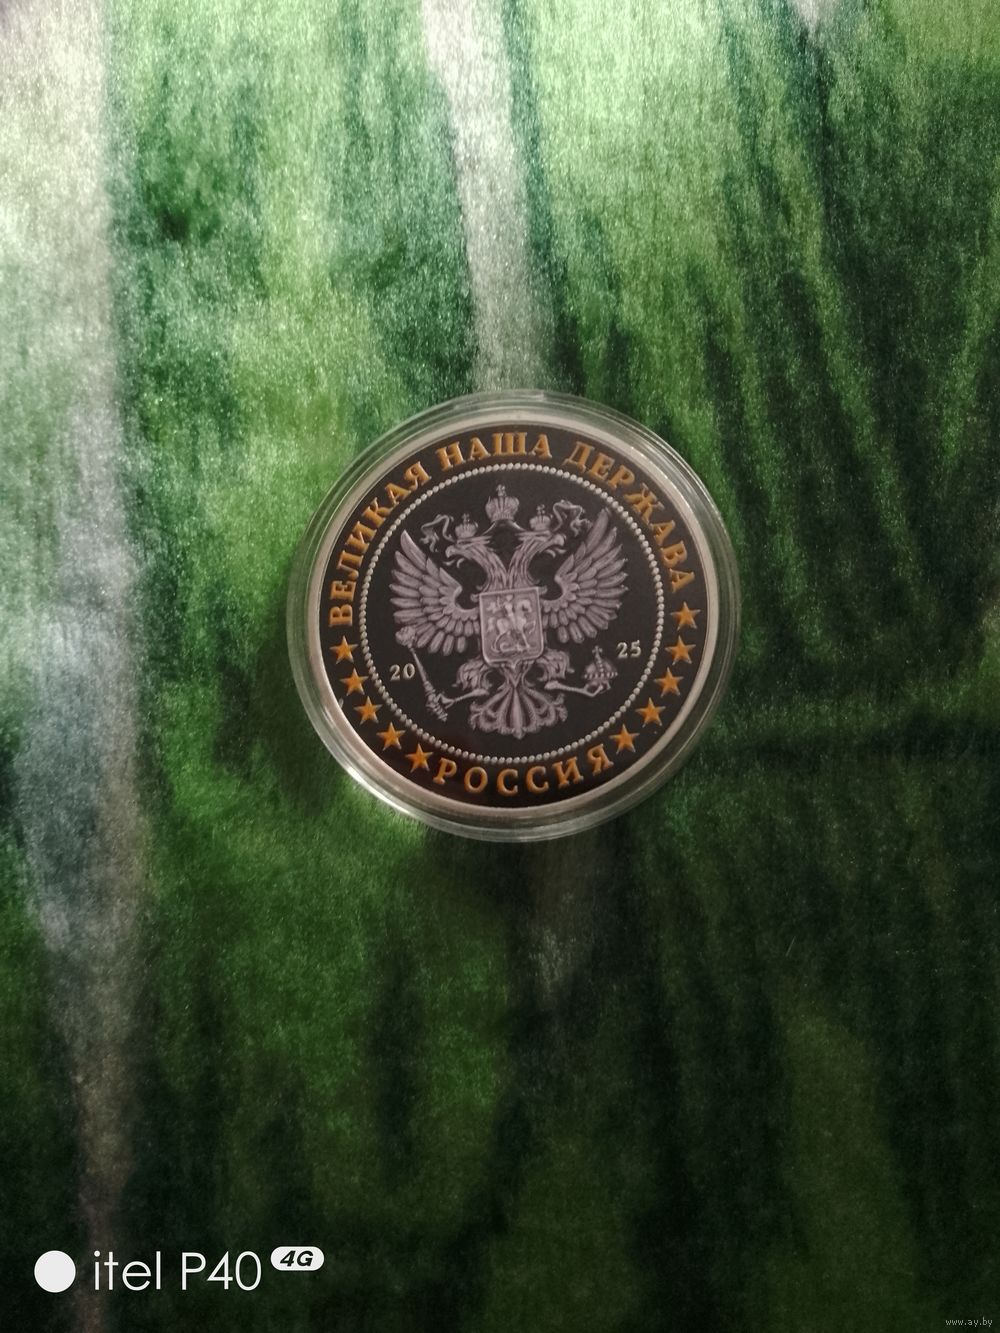 ВЕЛИКАЯ НАША ДЕРЖАВА
20 25
РОССИЯ
itel P40 4G
www.ay.by